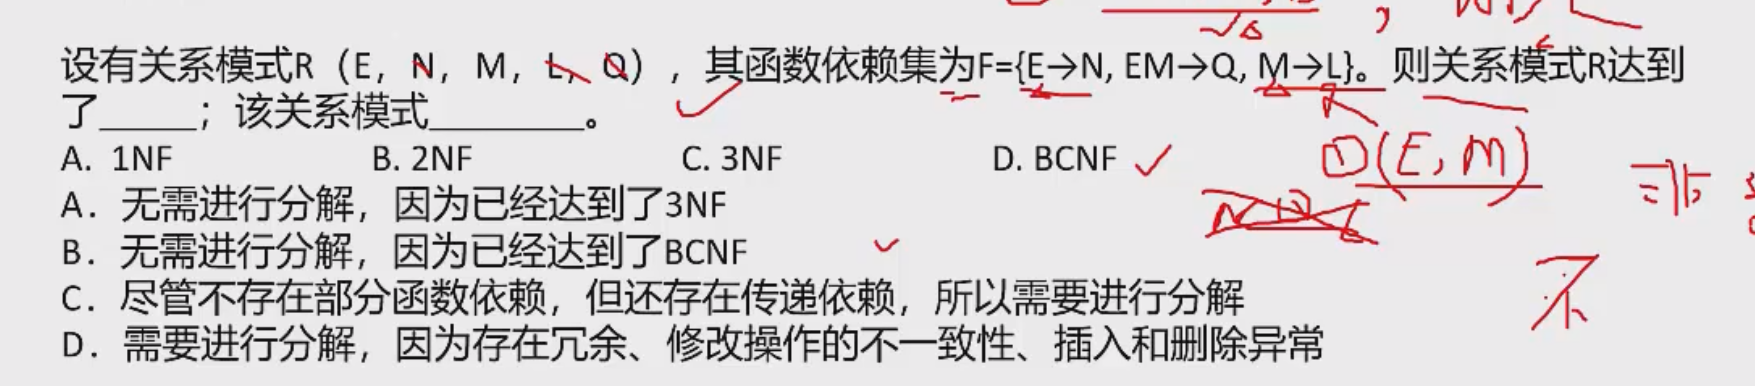 设有关系模式R（E，N，M，L，Q），其函数依赖集为F={E→N, EM→Q, M→L}。则关系模式R达到
了_____；该关系模式________。
A. 1NF B. 2NF C. 3NF D. BCNF
①(E, M)
A．无需进行分解，因为已经达到了3NF
B．无需进行分解，因为已经达到了BCNF
C．尽管不存在部分函数依赖，但还存在传递依赖，所以需要进行分解
不
D．需要进行分解，因为存在冗余、修改操作的不一致性、插入和删除异常